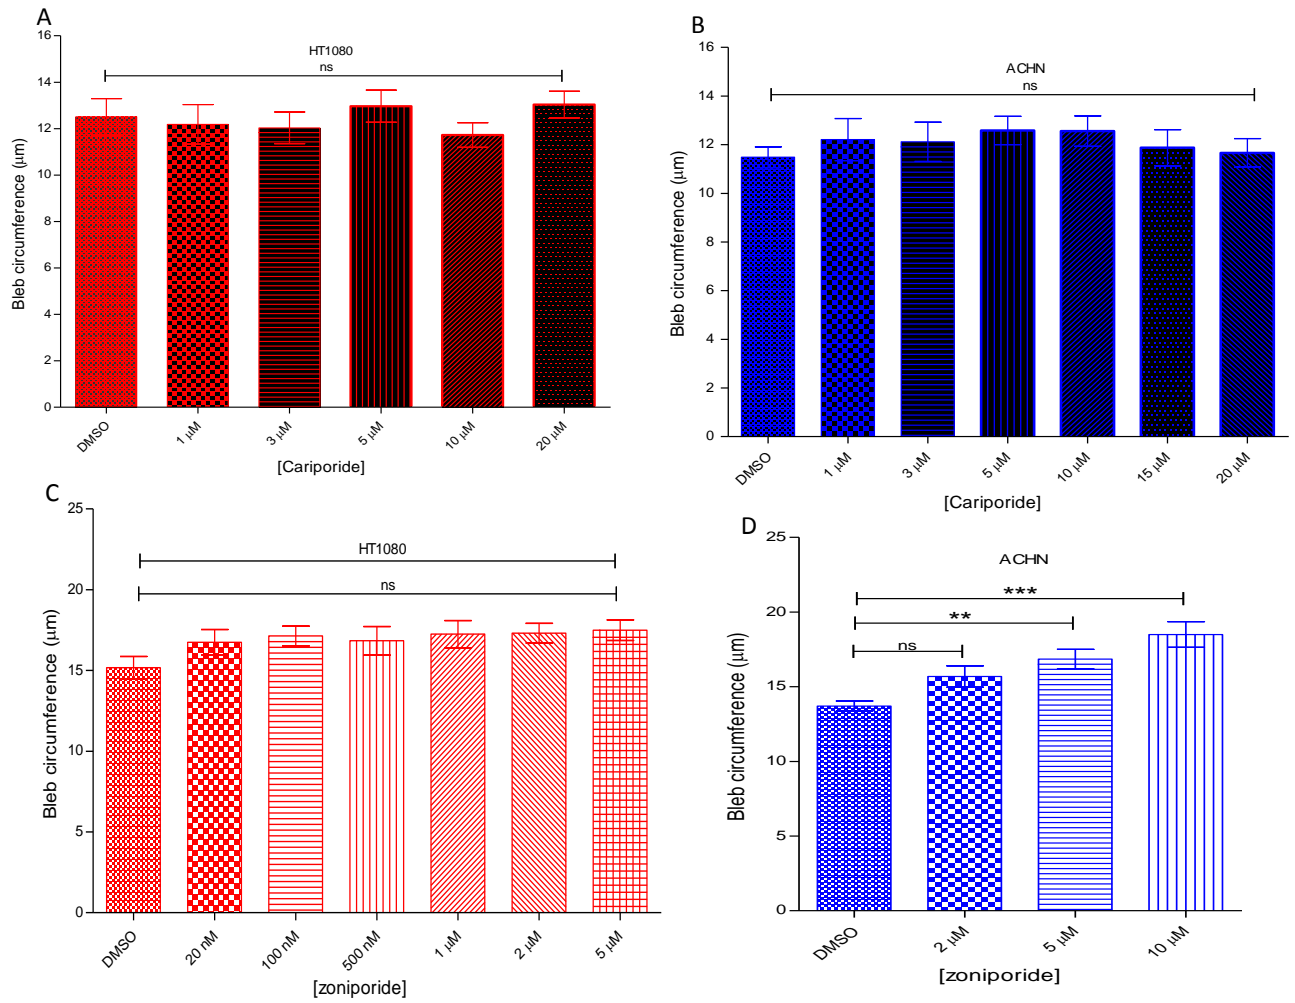 A
16
14
12
10
8
6
4
2
0
Bleb circumference (μm)
HT1080
ns
DMSO
1 μM
3 μM
5 μM
10 μM
20 μM
[Cariporide]
B
16
14
12
10
8
6
4
2
0
Bleb circumference (μm)
ACHN
ns
DMSO
1 μM
3 μM
5 μM
10 μM
15 μM
20 μM
[Cariporide]
C
25
20
15
10
5
0
Bleb circumference (μm)
HT1080
ns
DMSO
20 nM
100 nM
500 nM
1 μM
2 μM
5 μM
[zoniporide]
D
25
20
15
10
5
0
Bleb circumference (μm)
ACHN
***
**
ns
DMSO
2 μM
5 μM
10 μM
[zoniporide]